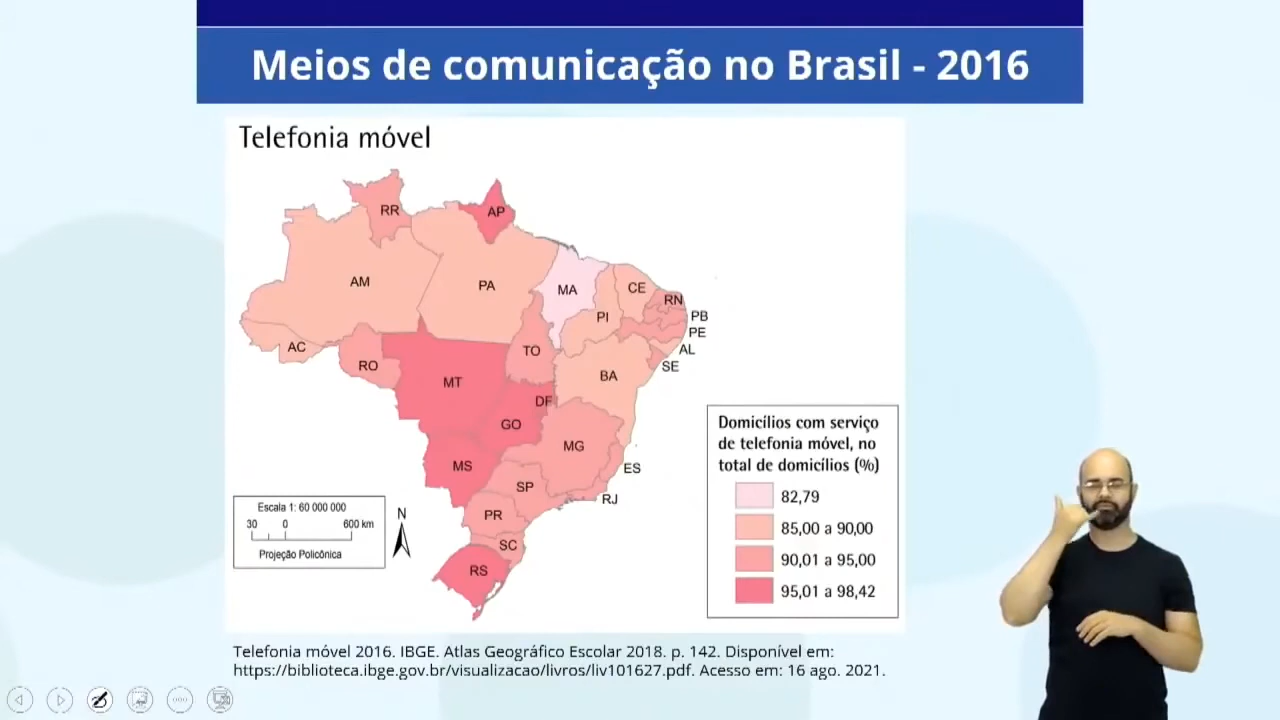 Meios de comunicação no Brasil - 2016
Telefonia móvel
RR
AP
AM
PA
MA
CE
RN
PI
PB
PE
AC
TO
AL
RO
SE
MT
BA
DF
GO
MG
MS
ES
SP
RJ
PR
SC
RS
Escala 1: 60 000 000
30 0 600 km
Projeção Policônica
N
Domicílios com serviço
de telefonia móvel, no
total de domicílios (%)
82,79
85,00 a 90,00
90,01 a 95,00
95,01 a 98,42
Telefonia móvel 2016. IBGE. Atlas Geográfico Escolar 2018. p. 142. Disponível em:
https://biblioteca.ibge.gov.br/visualizacao/livros/liv101627.pdf. Acesso em: 16 ago. 2021.